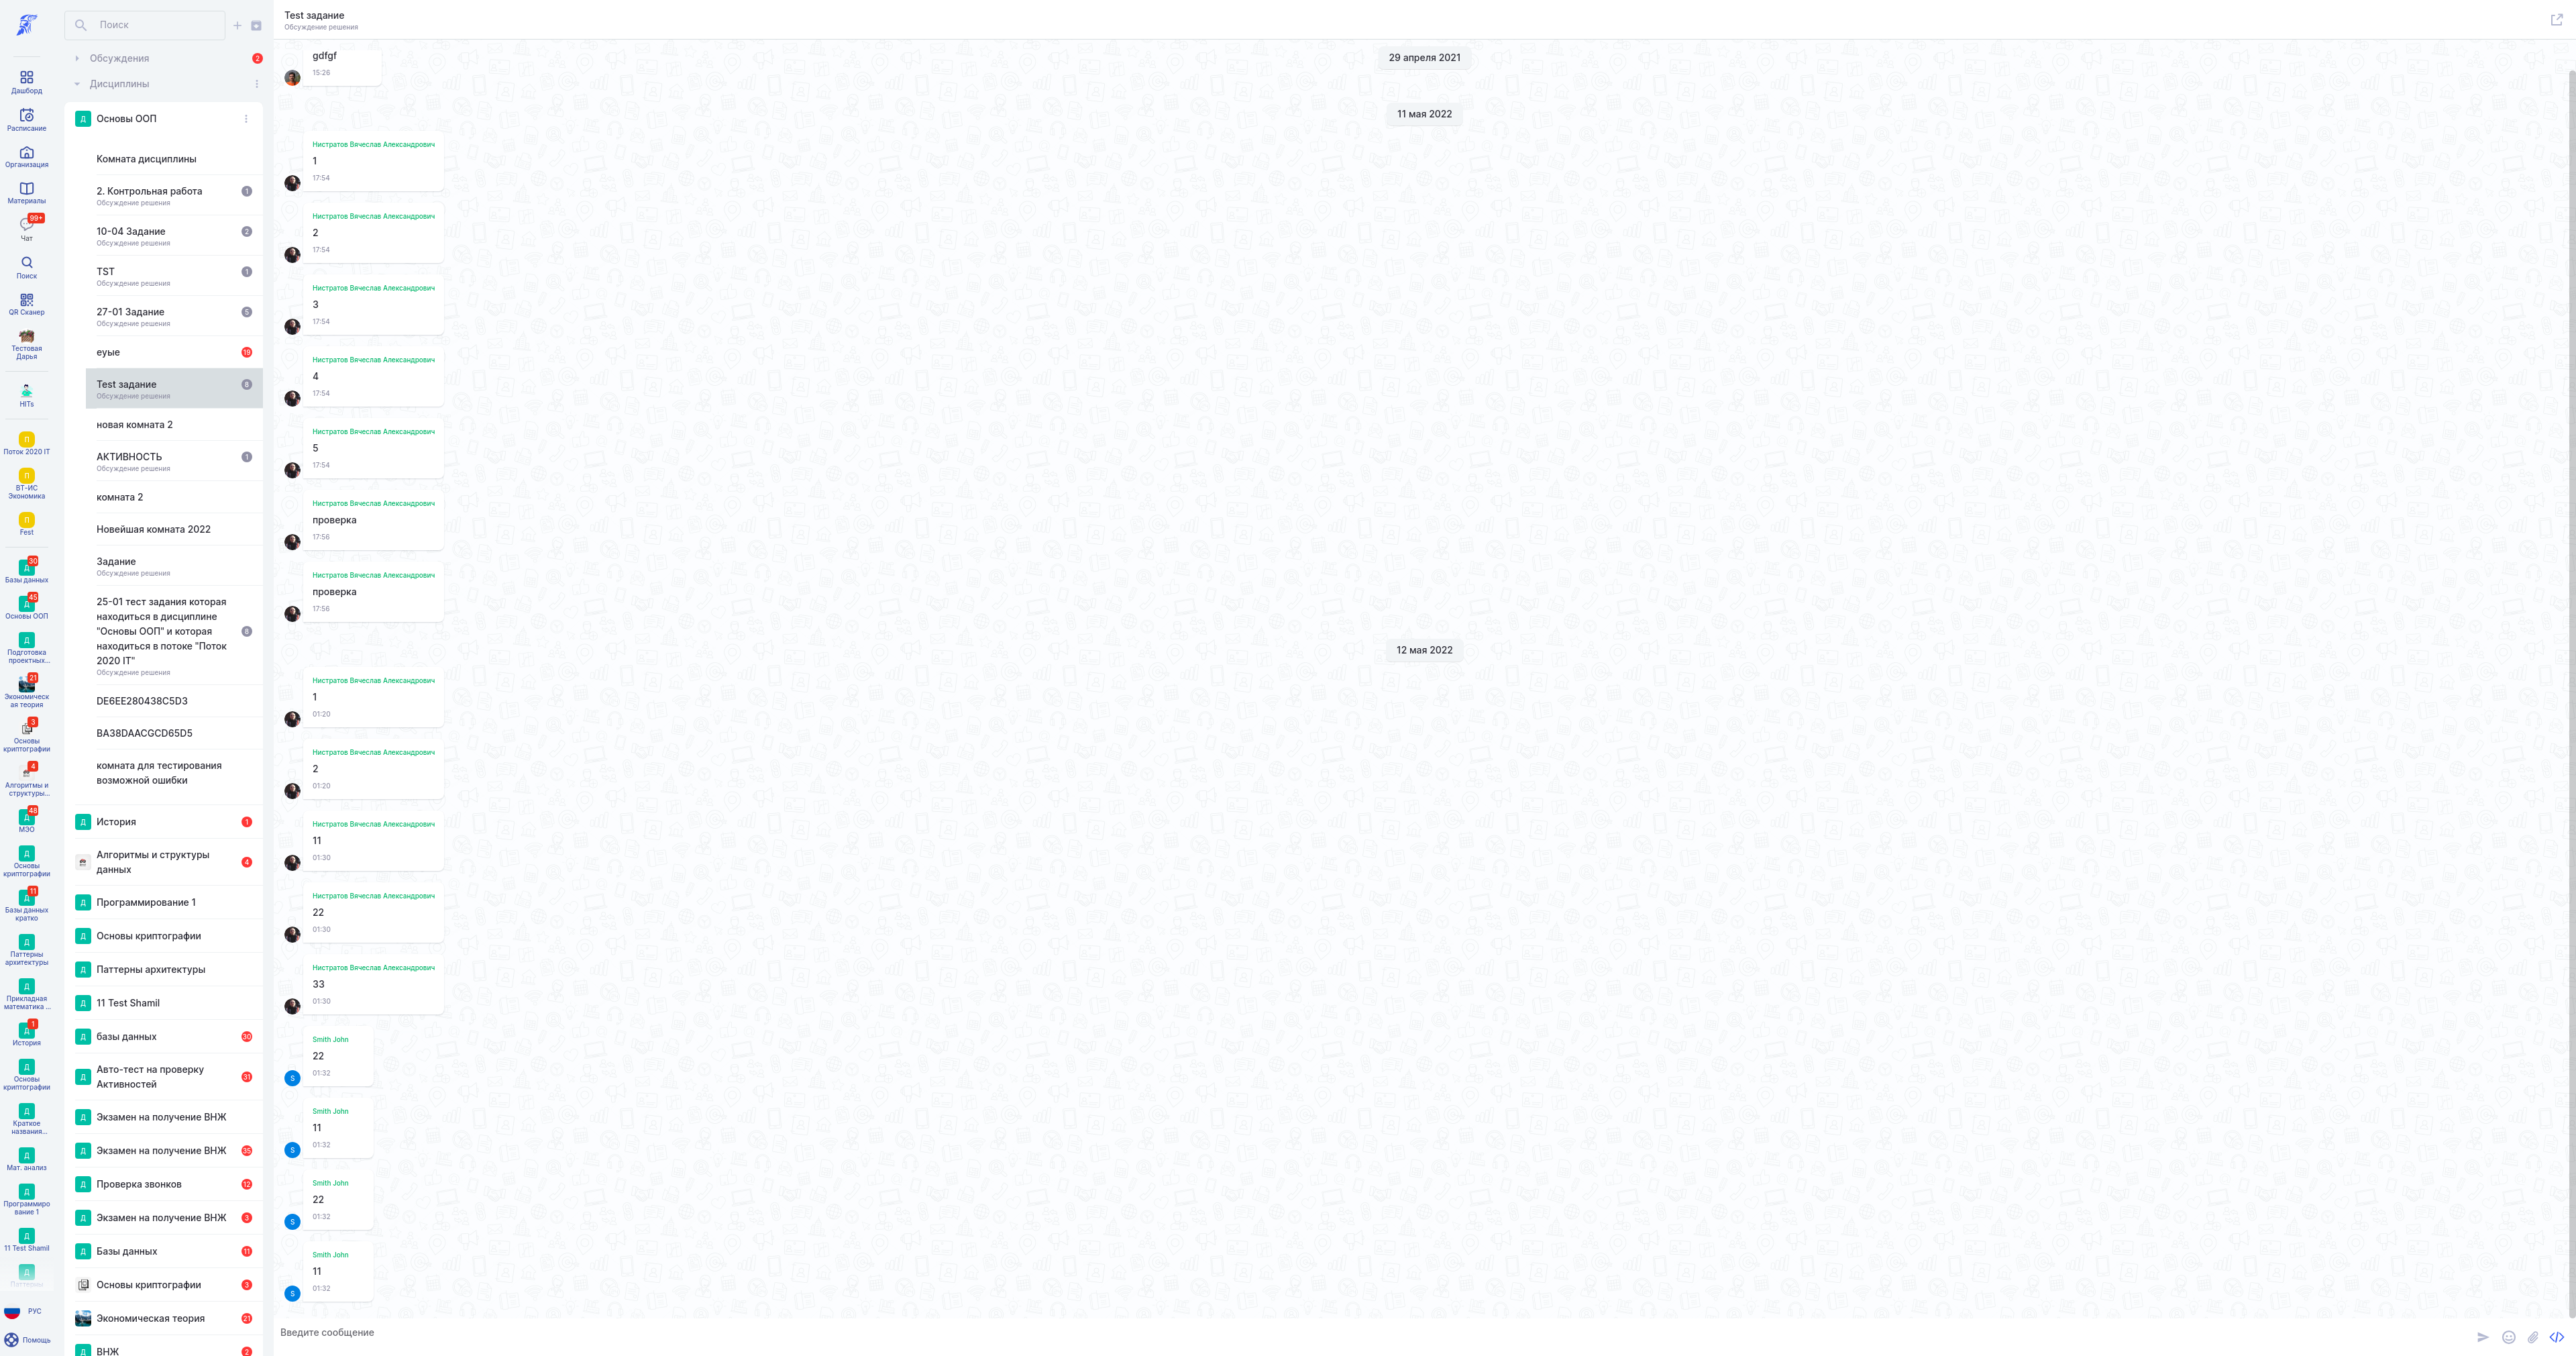 Дашборд
Расписание
Организация
Материалы
99+
Чат
Поиск
QR Сканер
Тестовая
Дарья
HITs
П
Поток 2020 IT
П
ВТ-ИС
Экономика
П
Fest
30
Д
Базы данных
45
Д
Основы ООП
Д
Подготовка
проектных...
21
Экономическ
ая теория
3
Основы
криптографии
4
Алгоритмы и
структуры...
48
Д
МЭО
Д
Основы
криптографии
11
Д
Базы данных
кратко
Д
Паттерны
архитектуры
Д
Прикладная
математика ...
1
Д
История
Д
Основы
криптографии
Д
Краткое
названия...
Д
Мат. анализ
Д
Программиро
вание 1
Д
11 Test Shamil
Д
Паттерны
РУС
Помощь
Поиск
Обсуждения 2
Дисциплины
Д Основы ООП
Комната дисциплины
2. Контрольная работа 1
Обсуждение решения
10-04 Задание 2
Обсуждение решения
TST 1
Обсуждение решения
27-01 Задание 5
Обсуждение решения
еуые 19
Test задание 8
Обсуждение решения
новая комната 2
АКТИВНОСТЬ 1
Обсуждение решения
комната 2
Новейшая комната 2022
Задание
Обсуждение решения
25-01 тест задания которая
находиться в дисциплине
"Основы ООП" и которая 8
находиться в потоке "Поток
2020 IT"
Обсуждение решения
DE6EE280438C5D3
BA38DAACGCD65D5
комната для тестирования
возможной ошибки
Д История 1
Алгоритмы и структуры
данных 4
Д Программирование 1
Д Основы криптографии
Д Паттерны архитектуры
Д 11 Test Shamil
Д базы данных 30
Д Авто-тест на проверку
Активностей 31
Д Экзамен на получение ВНЖ
Д Экзамен на получение ВНЖ 35
Д Проверка звонков 12
Д Экзамен на получение ВНЖ 3
Д Базы данных 11
Основы криптографии 3
Экономическая теория 21
Д ВНЖ 2
Test задание
Обсуждение решения
29 апреля 2021
gdfgf
15:26
11 мая 2022
Нистратов Вячеслав Александрович
1
17:54
Нистратов Вячеслав Александрович
2
17:54
Нистратов Вячеслав Александрович
3
17:54
Нистратов Вячеслав Александрович
4
17:54
Нистратов Вячеслав Александрович
5
17:54
Нистратов Вячеслав Александрович
проверка
17:56
Нистратов Вячеслав Александрович
проверка
17:56
12 мая 2022
Нистратов Вячеслав Александрович
1
01:20
Нистратов Вячеслав Александрович
2
01:20
Нистратов Вячеслав Александрович
11
01:30
Нистратов Вячеслав Александрович
22
01:30
Нистратов Вячеслав Александрович
33
01:30
Smith John
22
01:32
S
Smith John
11
01:32
S
Smith John
22
01:32
S
Smith John
11
01:32
S
Введите сообщение